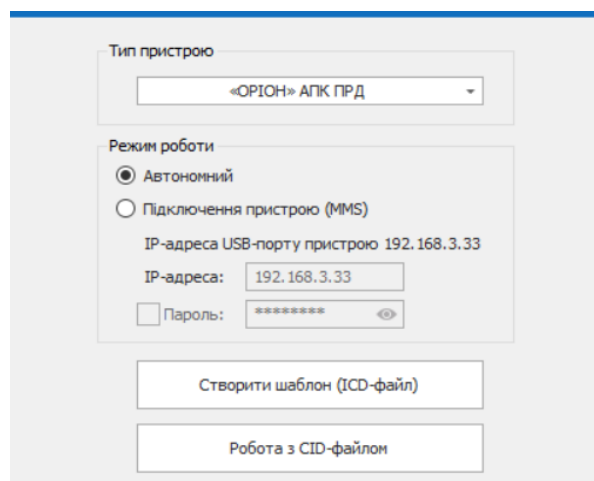 Тип пристрою
«ОРІОН» АПК ПРД
Режим роботи
Автономний
Підключення пристрою (MMS)
IP-адреса USB-порту пристрою 192.168.3.33
IP-адреса: 192.168.3.33
Пароль: ********
Створити шаблон (ICD-файл)
Робота з CID-файлом